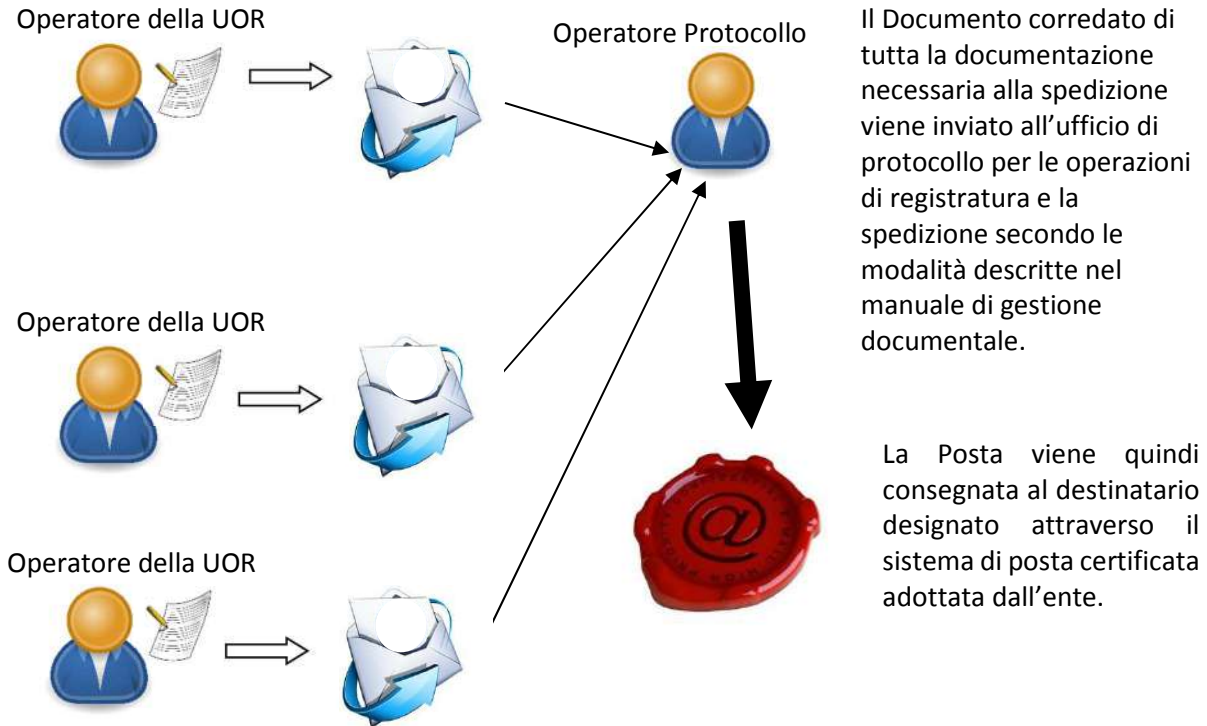 Operatore della UOR
Operatore Protocollo
Il Documento corredato di
tutta la documentazione
necessaria alla spedizione
viene inviato all’ufficio di
protocollo per le operazioni
di registratura e la
spedizione secondo le
modalità descritte nel
manuale di gestione
documentale.
Operatore della UOR
@
La Posta viene quindi
consegnata al destinatario
designato attraverso il
sistema di posta certificata
adottata dall’ente.
Operatore della UOR